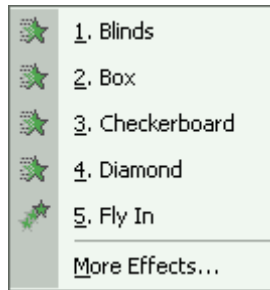 1. Blinds
2. Box
3. Checkerboard
4. Diamond
5. Fly In
More Effects...